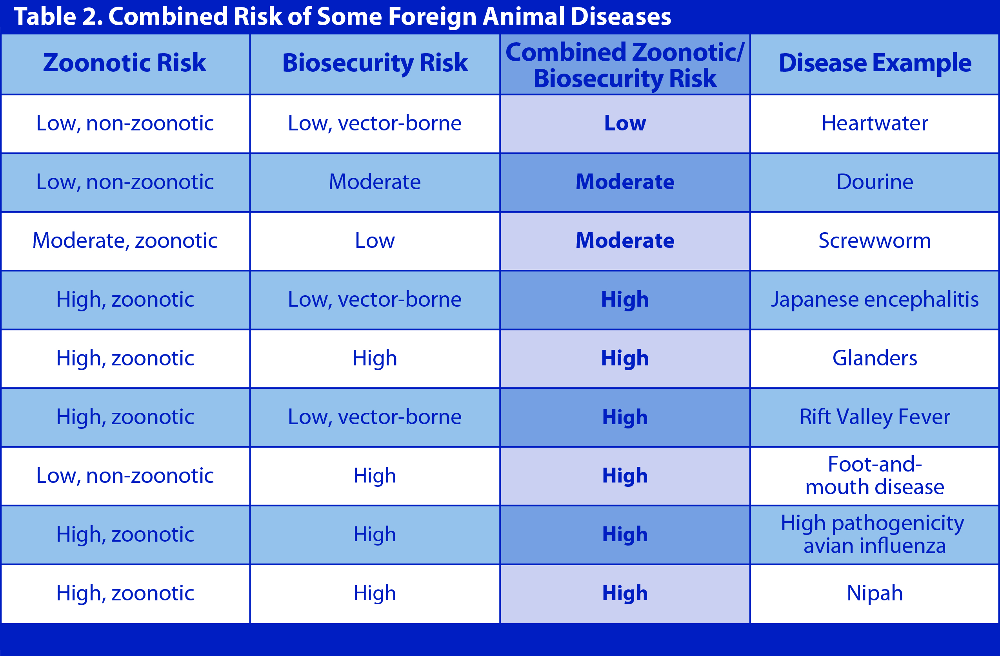 Table 2. Combined Risk of Some Foreign Animal Diseases
Zoonotic Risk
Biosecurity Risk
Combined Zoonotic/
Biosecurity Risk
Disease Example
Low, non-zoonotic
Low, vector-borne
Low
Heartwater
Low, non-zoonotic
Moderate
Moderate
Dourine
Moderate, zoonotic
Low
Moderate
Screwworm
High, zoonotic
Low, vector-borne
High
Japanese encephalitis
High, zoonotic
High
High
Glanders
High, zoonotic
Low, vector-borne
High
Rift Valley Fever
Low, non-zoonotic
High
High
Foot-and-
mouth disease
High, zoonotic
High
High
High pathogenicity
avian influenza
High, zoonotic
High
High
Nipah